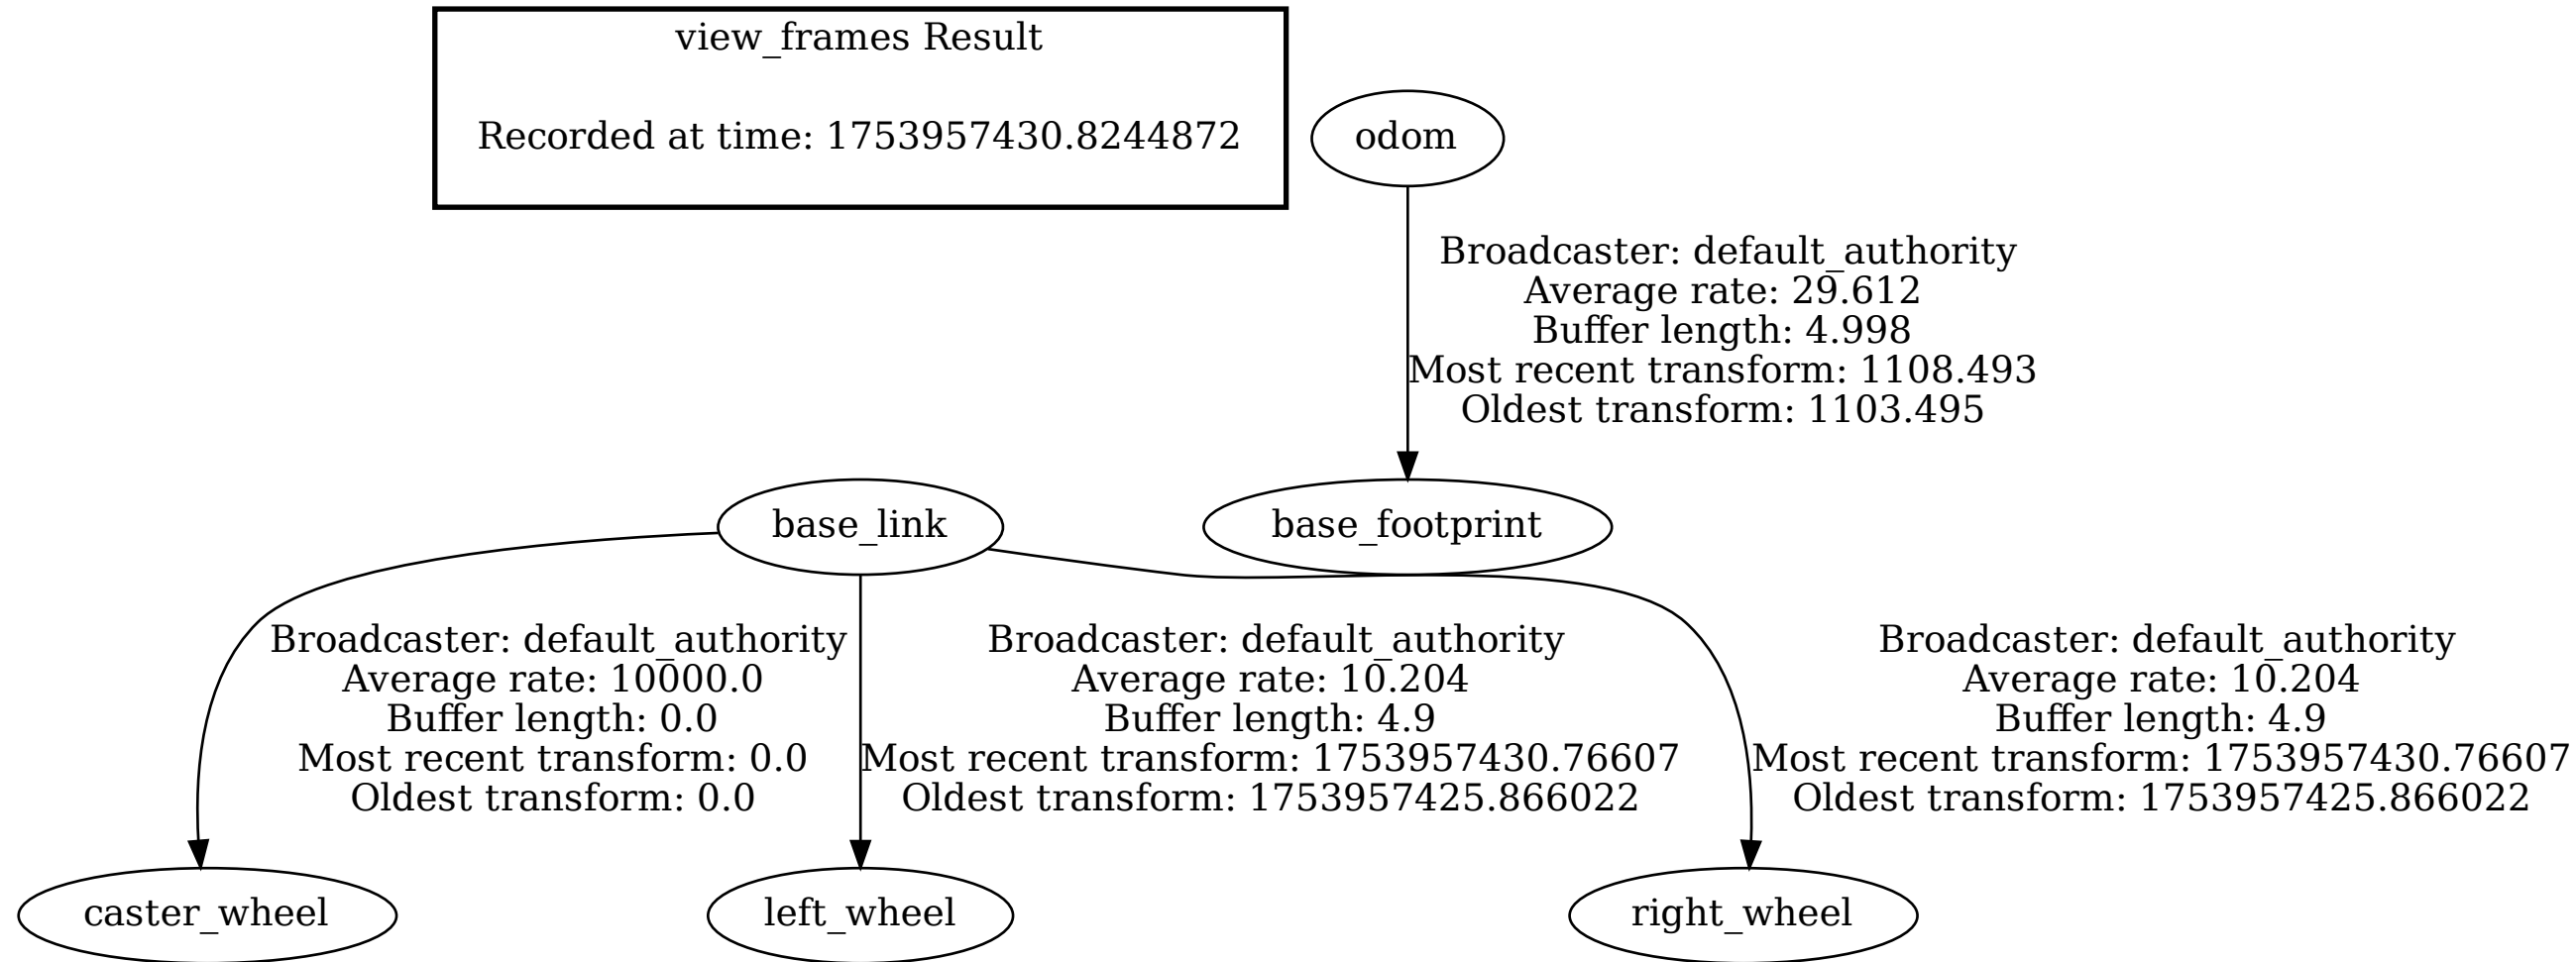 view_frames Result
Recorded at time: 1753957430.8244872
odom
Broadcaster: default_authority
Average rate: 29.612
Buffer length: 4.998
Most recent transform: 1108.493
Oldest transform: 1103.495
base_link
base_footprint
Broadcaster: default_authority
Average rate: 10000.0
Buffer length: 0.0
Most recent transform: 0.0
Oldest transform: 0.0
Broadcaster: default_authority
Average rate: 10.204
Buffer length: 4.9
Most recent transform: 1753957430.76607
Oldest transform: 1753957425.866022
Broadcaster: default_authority
Average rate: 10.204
Buffer length: 4.9
Most recent transform: 1753957430.76607
Oldest transform: 1753957425.866022
caster_wheel
left_wheel
right_wheel